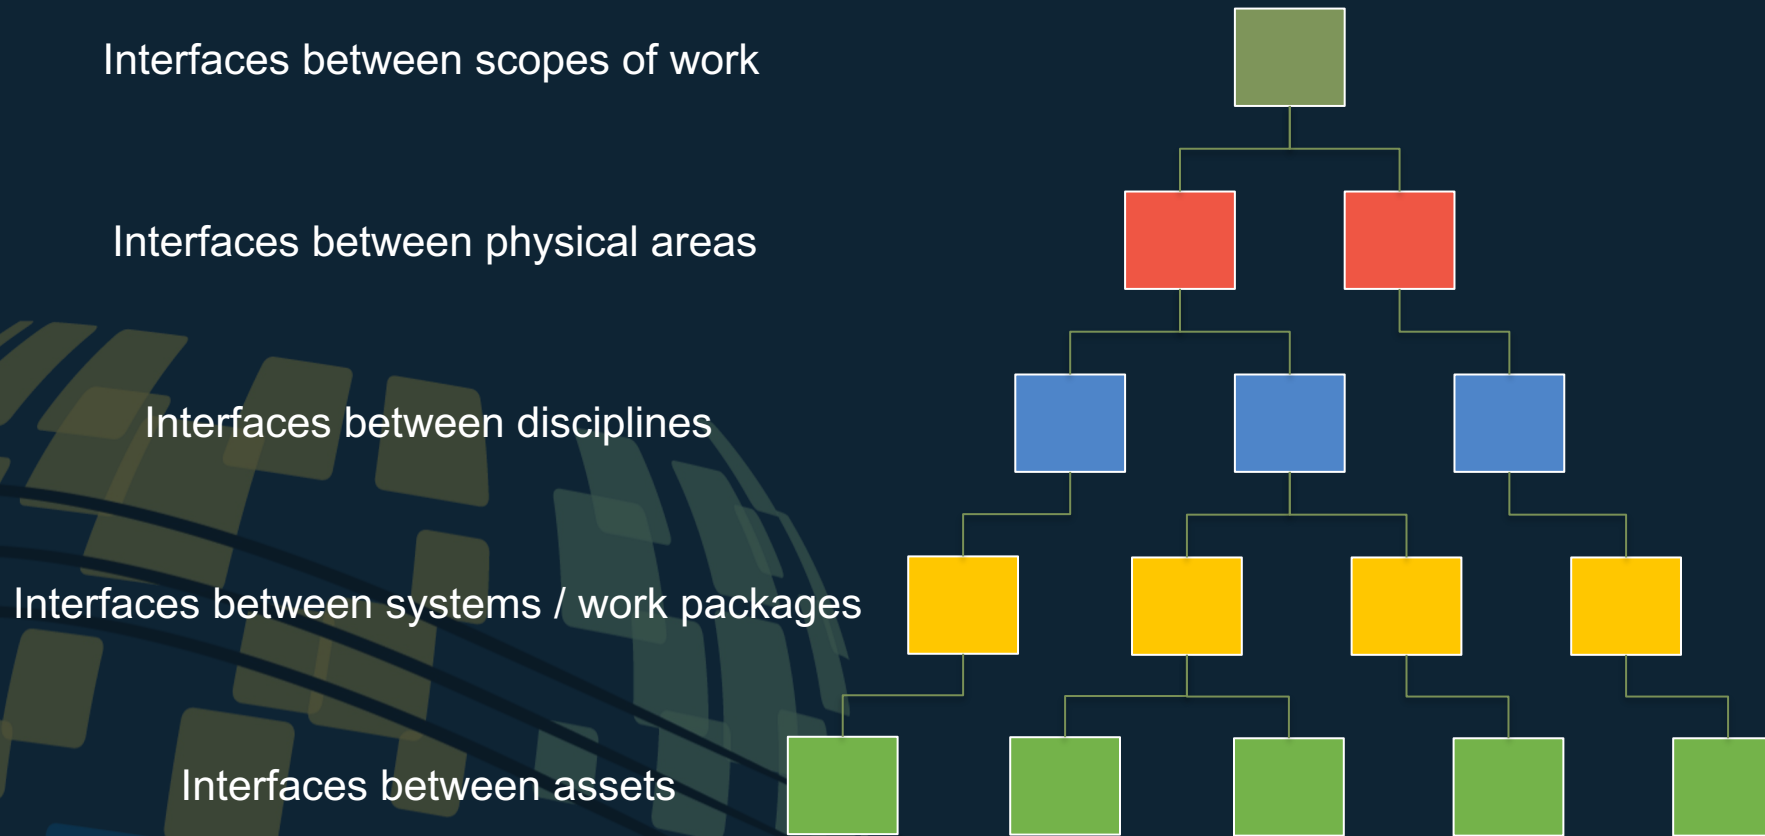 Interfaces between scopes of work
Interfaces between physical areas
Interfaces between disciplines
Interfaces between systems / work packages
Interfaces between assets